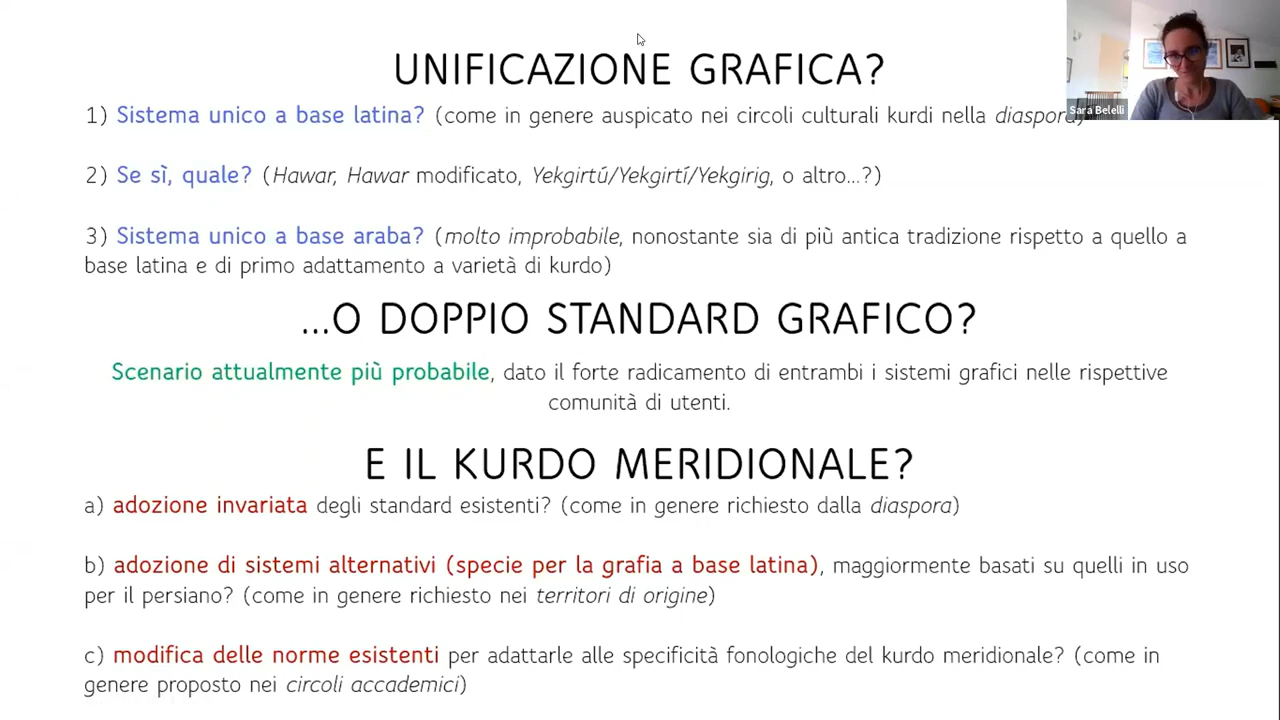 UNIFICAZIONE GRAFICA?
1) Sistema unico a base latina? (come in genere auspicato nei circoli culturali kurdi nella diaspora)
Sara Belelli
2) Se sì, quale? (Hawar, Hawar modificato, Yekgirtú/Yekgirtí/Yekgirig, o altro...?)
3) Sistema unico a base araba? (molto improbabile, nonostante sia di più antica tradizione rispetto a quello a
base latina e di primo adattamento a varietà di kurdo)
...O DOPPIO STANDARD GRAFICO?
Scenario attualmente più probabile, dato il forte radicamento di entrambi i sistemi grafici nelle rispettive
comunità di utenti.
E IL KURDO MERIDIONALE?
a) adozione invariata degli standard esistenti? (come in genere richiesto dalla diaspora)
b) adozione di sistemi alternativi (specie per la grafia a base latina), maggiormente basati su quelli in uso
per il persiano? (come in genere richiesto nei territori di origine)
c) modifica delle norme esistenti per adattarle alle specificità fonologiche del kurdo meridionale? (come in
genere proposto nei circoli accademici)